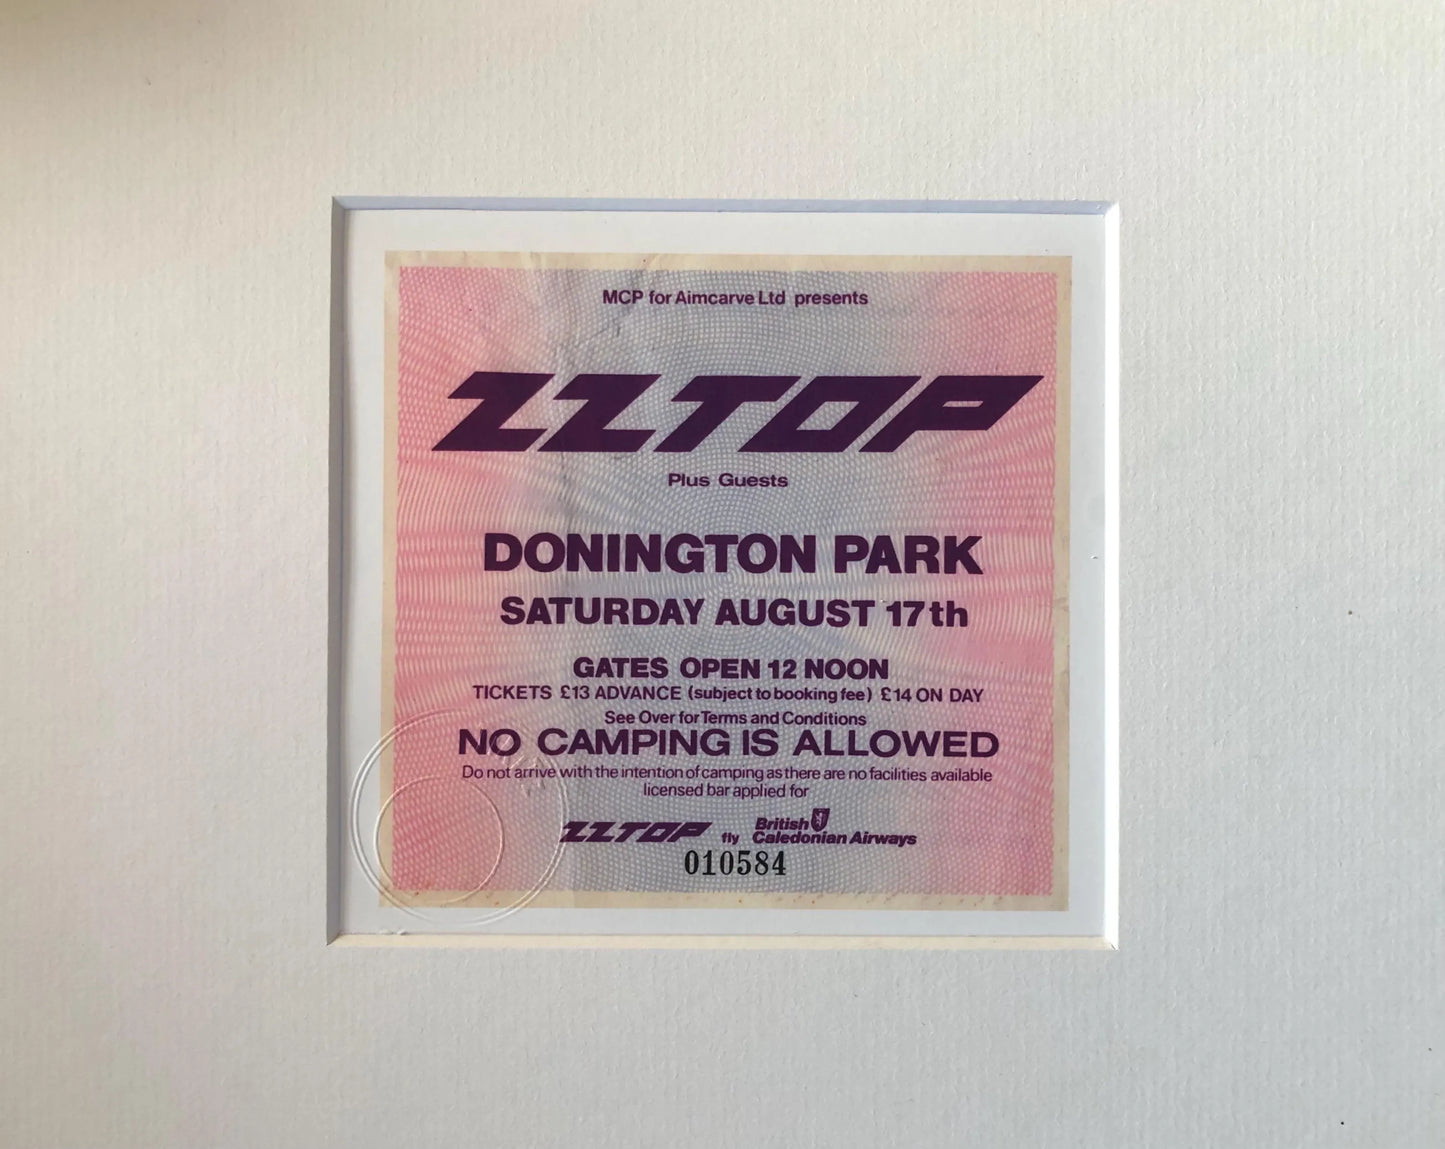 MCP for Aimcarve Ltd presents
ZZTOP
Plus Guests
DONINGTON PARK
SATURDAY AUGUST 17th
GATES OPEN 12 NOON
TICKETS £13 ADVANCE (subject to booking fee) £14 ON DAY
See Over for Terms and Conditions
NO CAMPING IS ALLOWED
Do not arrive with the intention of camping as there are no facilities available
licensed bar applied for
ZZTOP fly British Caledonian Airways
010584